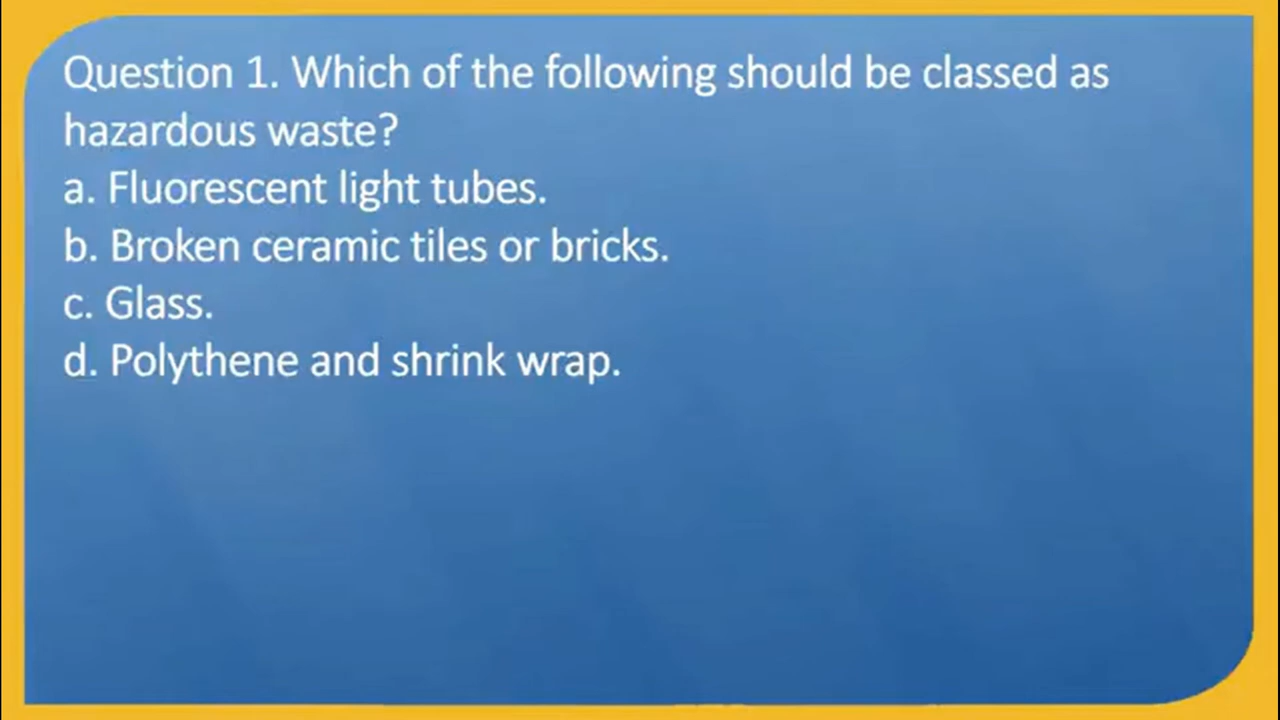 Question 1. Which of the following should be classed as
hazardous waste?
a. Fluorescent light tubes.
b. Broken ceramic tiles or bricks.
c. Glass.
d. Polythene and shrink wrap.